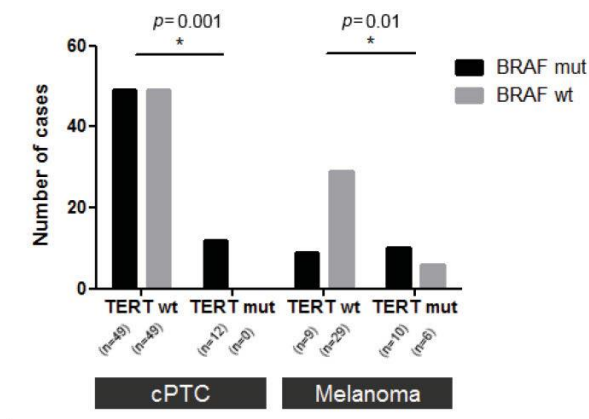 p= 0.001
*
p= 0.01
*
BRAF mut
BRAF wt
Number of cases
60
40
20
0
TERT wt TERT mut TERT wt TERT mut
(n=49) (n=49) (n=12) (n=0) (n=9) (n=29) (n=10) (n=6)
cPTC
Melanoma